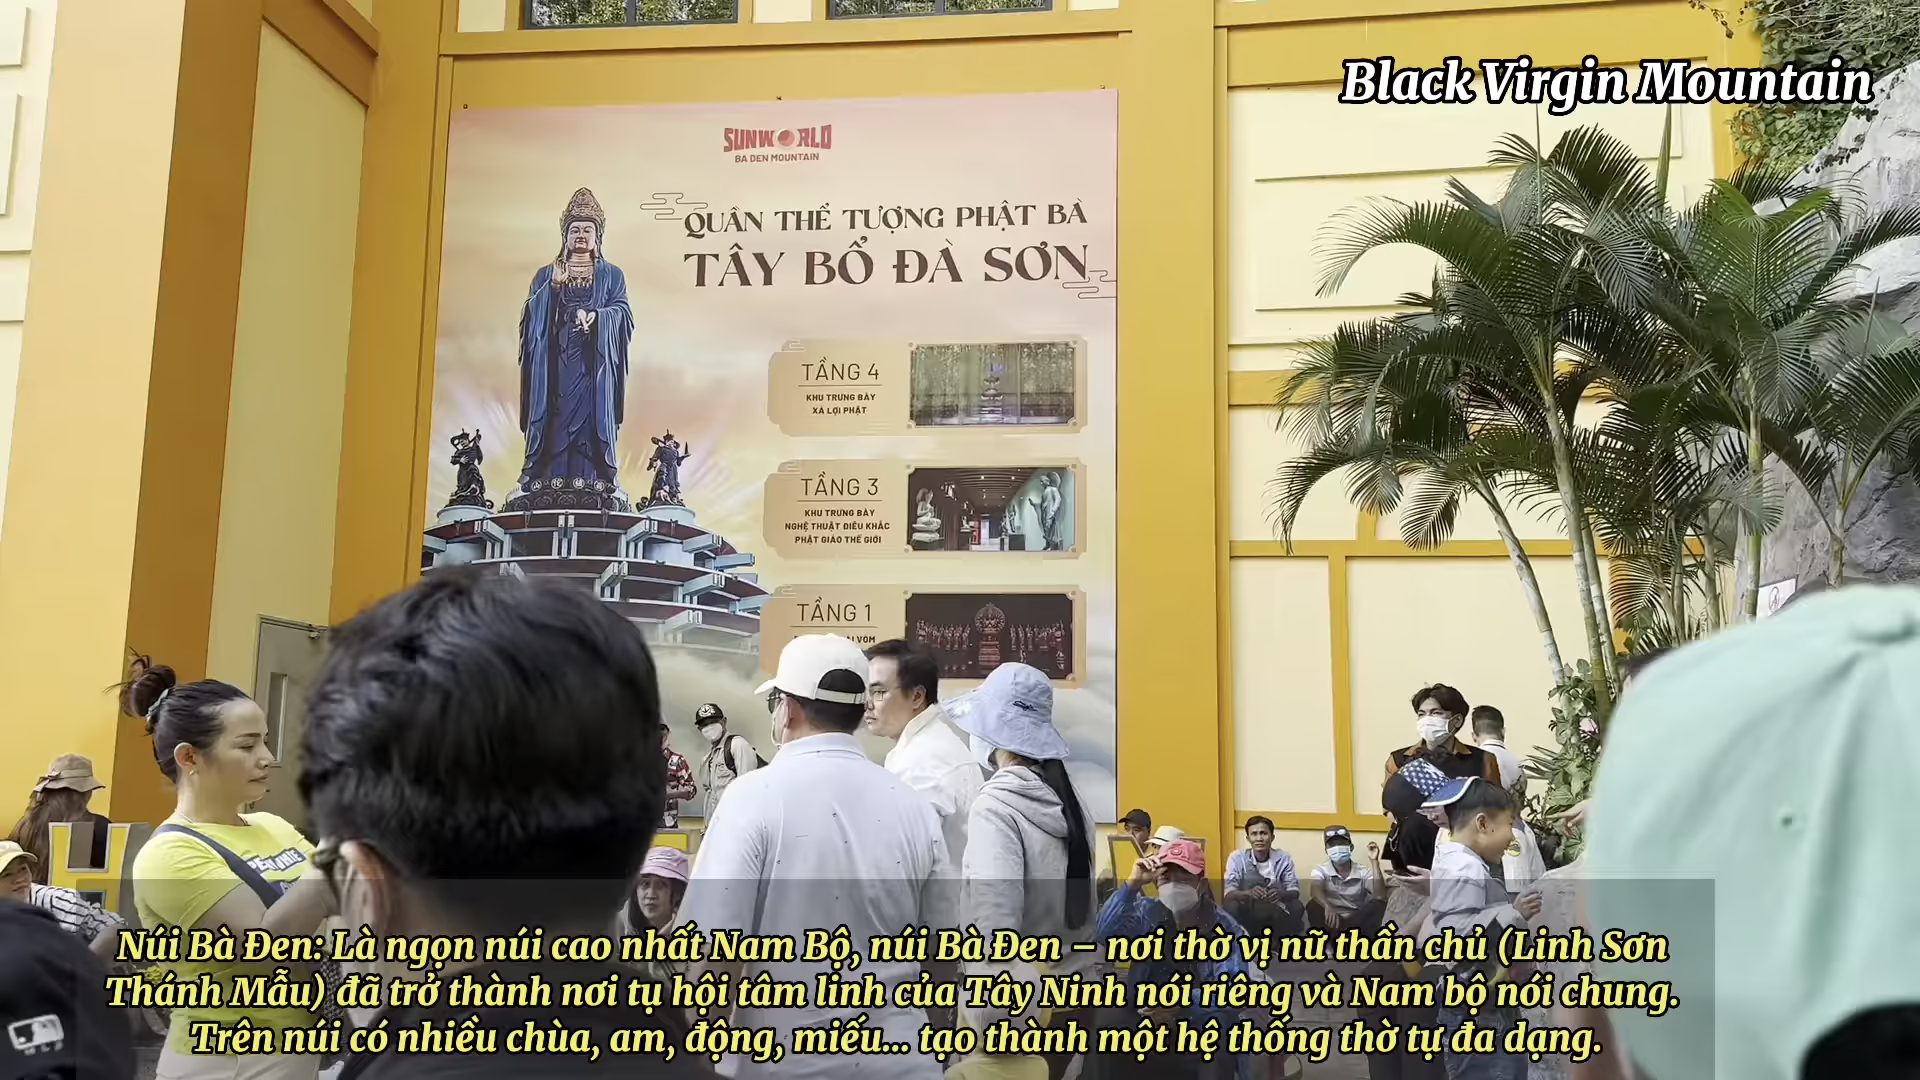 Black Virgin Mountain
SUNWORLD
BA DEN MOUNTAIN
QUẦN THỂ TƯỢNG PHẬT BÀ
TÂY BỔ ĐÀ SƠN
TẦNG 4
KHU TRƯNG BÀY
XÁ LỢI PHẬT
TẦNG 3
KHU TRƯNG BÀY
NGHỆ THUẬT ĐIÊU KHẮC
PHẬT GIÁO THẾ GIỚI
TẦNG 1
VÒM
Núi Bà Đen: Là ngọn núi cao nhất Nam Bộ, núi Bà Đen – nơi thờ vị nữ thần chủ (Linh Sơn
Thánh Mẫu) đã trở thành nơi tụ hội tâm linh của Tây Ninh nói riêng và Nam bộ nói chung.
Trên núi có nhiều chùa, am, động, miếu... tạo thành một hệ thống thờ tự đa dạng.